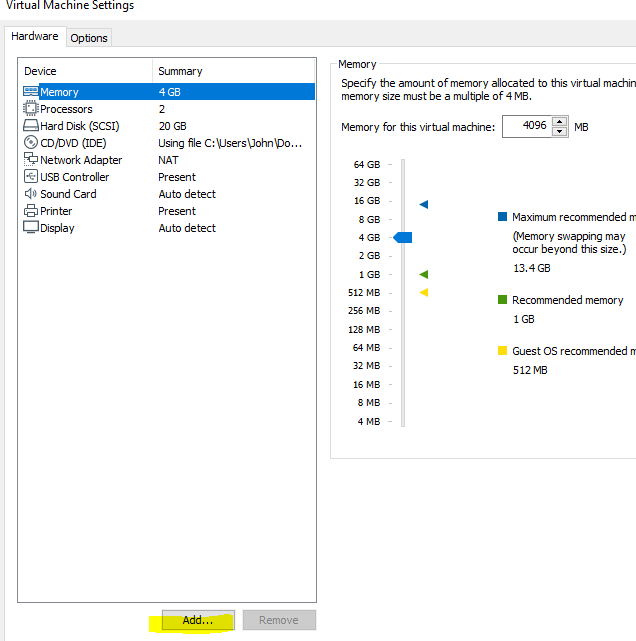 Virtual Machine Settings
Hardware Options
Device Summary
Memory 4 GB
Processors 2
Hard Disk (SCSI) 20 GB
CD/DVD (IDE) Using file C:\Users\John\Do...
Network Adapter NAT
USB Controller Present
Sound Card Auto detect
Printer Present
Display Auto detect
Add... Remove
Memory
Specify the amount of memory allocated to this virtual
memory size must be a multiple of 4 MB.
Memory for this virtual machine: 4096 MB
64 GB
32 GB
16 GB
8 GB
4 GB
2 GB
1 GB
512 MB
256 MB
128 MB
64 MB
32 MB
16 MB
8 MB
4 MB
Maximum recommended
(Memory swapping may
occur beyond this size.)
13.4 GB
Recommended memory
1 GB
Guest OS recommended
512 MB